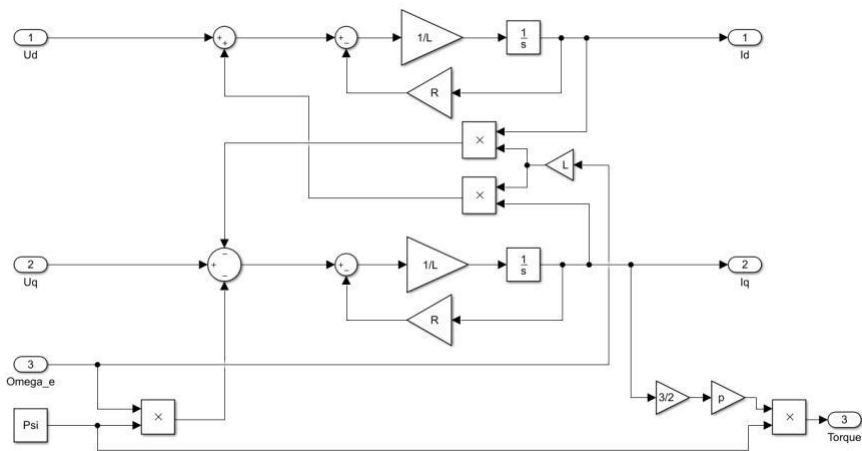 1
Ud
+
+
+
−
1/L
1
s
1
Id
R
×
L
×
2
Uq
−
+
−
+
−
1/L
1
s
2
Iq
R
3
Omega_e
Psi
×
3/2
p
×
3
Torque